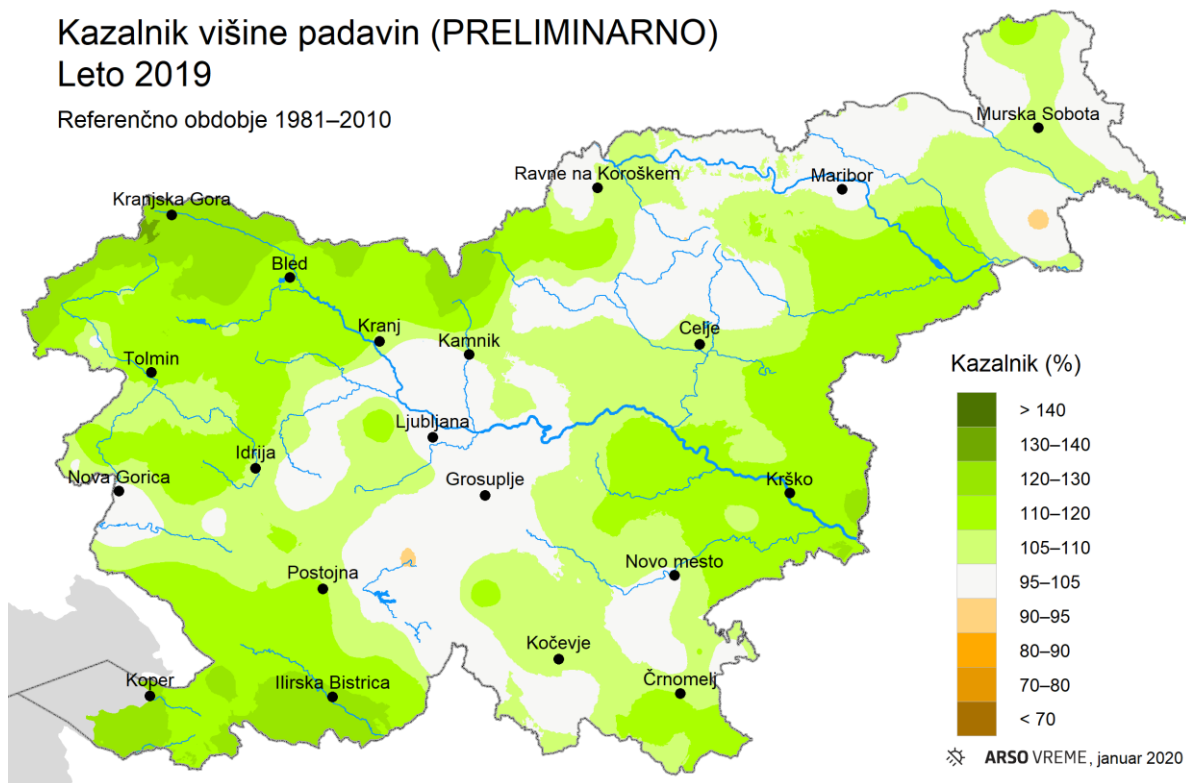 Kazalnik višine padavin (PRELIMINARNO)
Leto 2019
Referenčno obdobje 1981–2010
Murska Sobota
Ravne na Koroškem
Maribor
Kranjska Gora
Bled
Kranj
Kamnik
Celje
Tolmin
Ljubljana
Idrija
Nova Gorica
Grosuplje
Krško
Postojna
Novo mesto
Kočevje
Koper
Ilirska Bistrica
Črnomelj
Kazalnik (%)
> 140
130–140
120–130
110–120
105–110
95–105
90–95
80–90
70–80
< 70
ARSO VREME, januar 2020